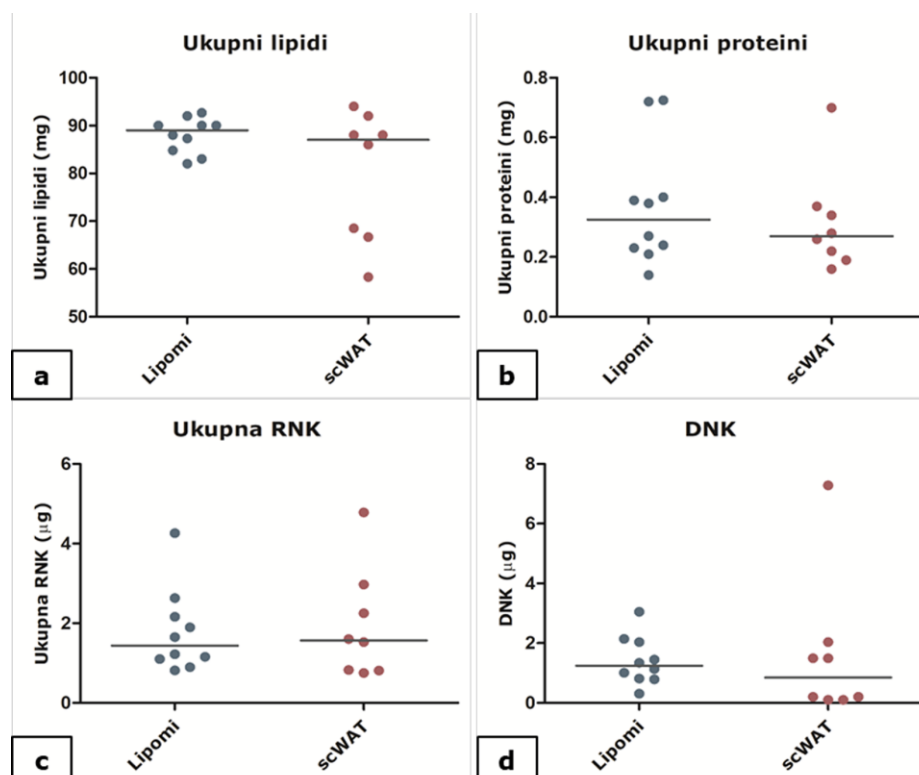 Ukupni lipidi
Ukupni lipidi (mg)
100
90
80
70
60
50
Lipomi
scWAT
a
Ukupni proteini
Ukupni proteini (mg)
0.8
0.6
0.4
0.2
0.0
Lipomi
scWAT
b
Ukupna RNK
Ukupna RNK (µg)
6
4
2
0
Lipomi
scWAT
c
DNK
DNK (µg)
8
6
4
2
0
Lipomi
scWAT
d